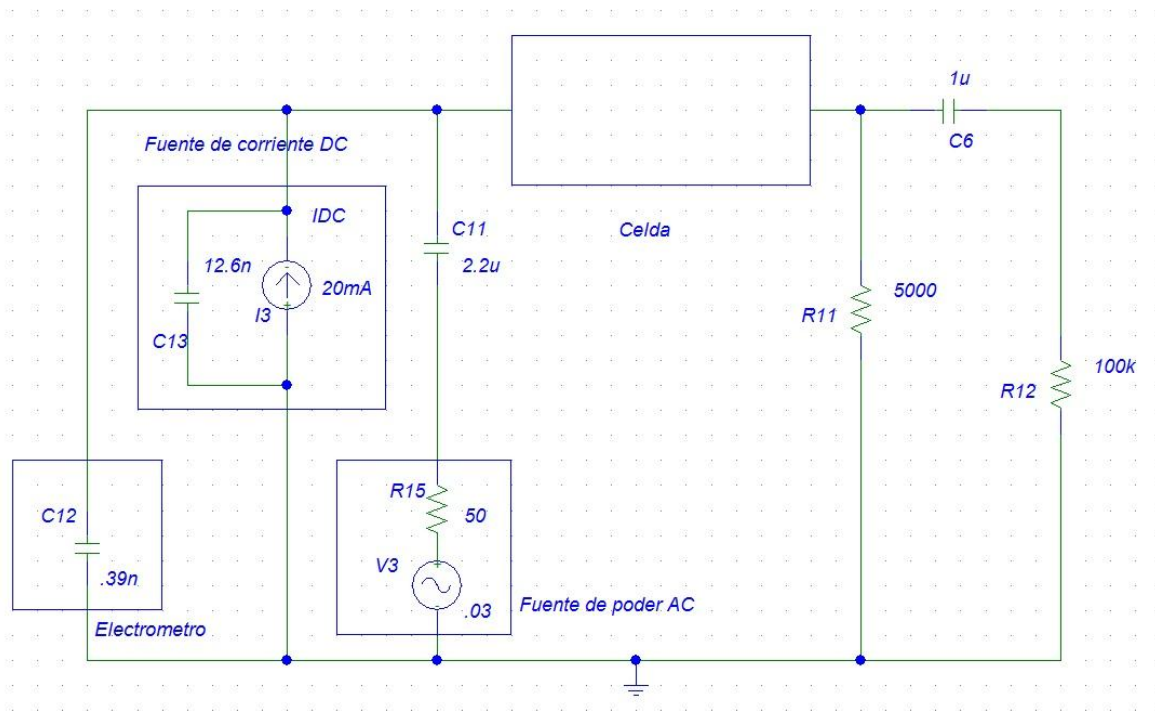 1u
C6
Fuente de corriente DC
IDC
12.6n
20mA
I3
C13
C11
2.2u
Celda
5000
R11
100k
R12
R15
50
C12
V3
.39n
.03
Fuente de poder AC
Electrometro